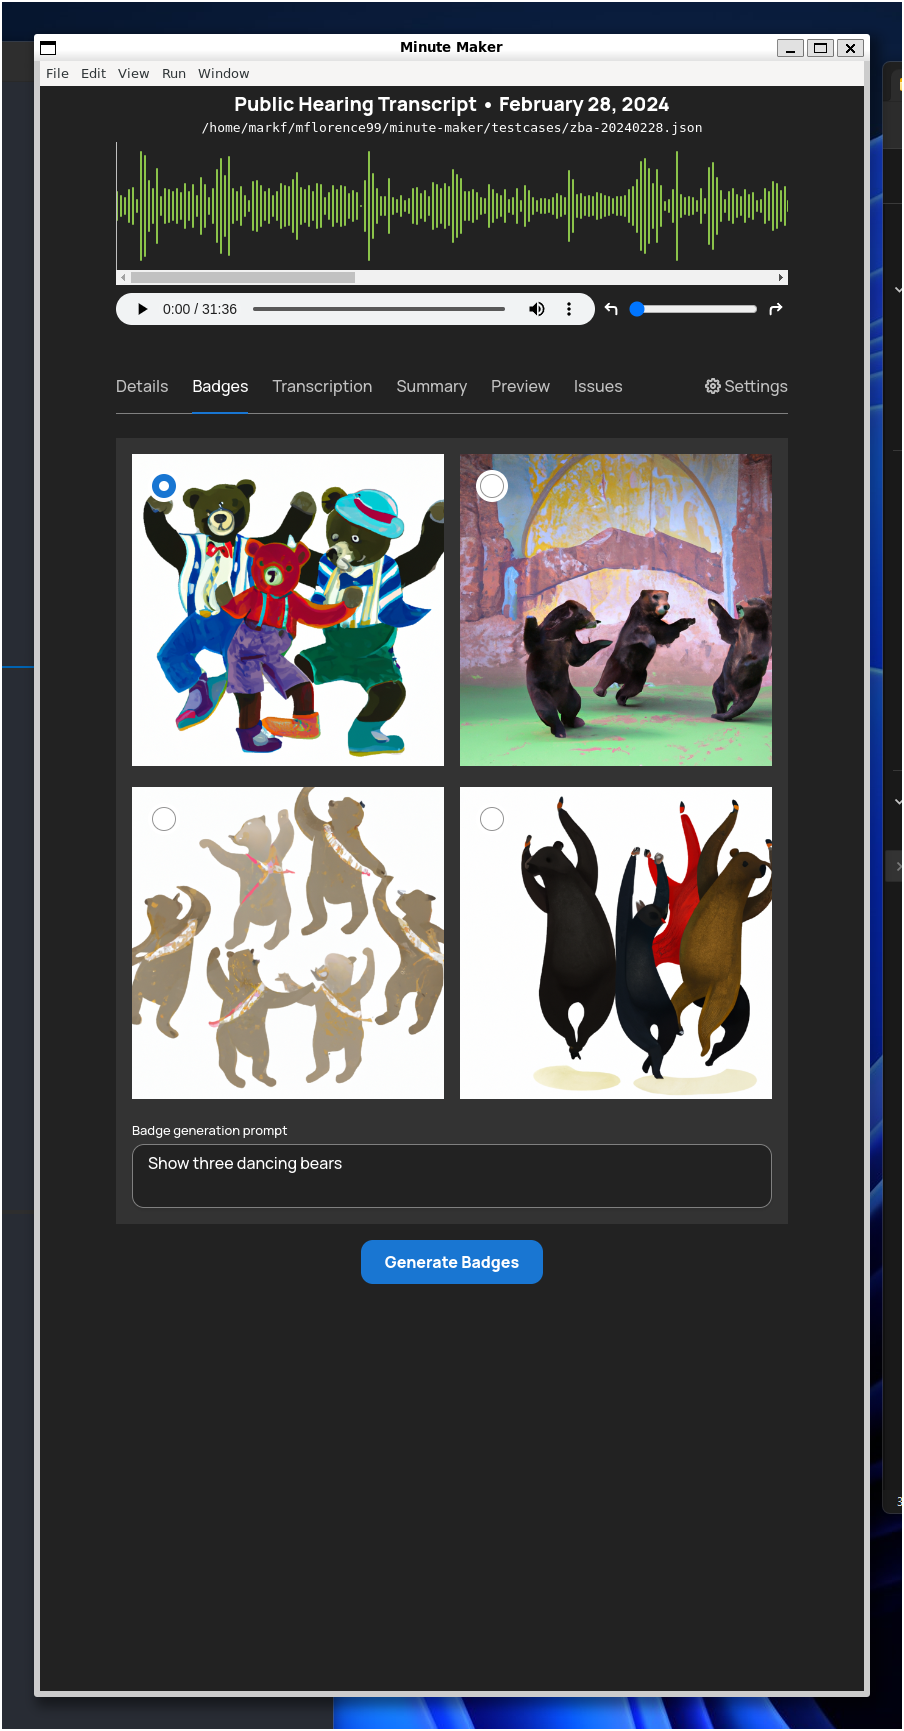 Minute Maker
File Edit View Run Window
Public Hearing Transcript • February 28, 2024
/home/markf/mflorence99/minute-maker/testcases/zba-20240228.json
0:00 / 31:36
Details Badges Transcription Summary Preview Issues Settings
Badge generation prompt
Show three dancing bears
Generate Badges
3